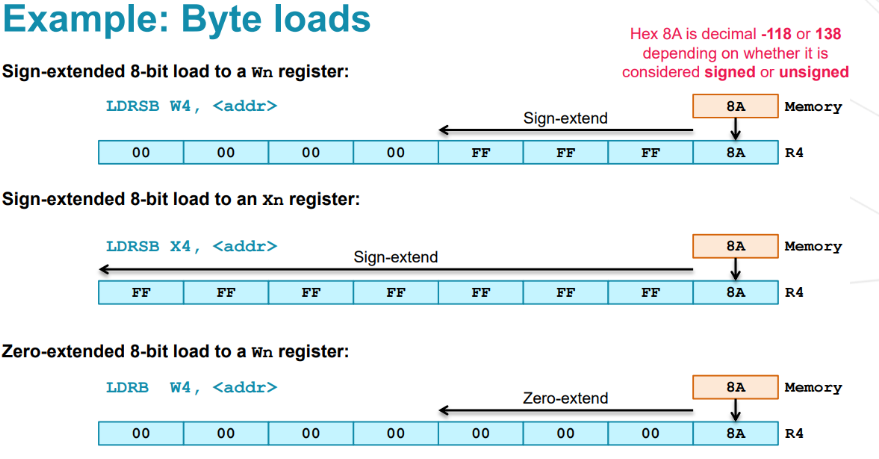 Example: Byte loads
Hex 8A is decimal -118 or 138
depending on whether it is
considered signed or unsigned
Sign-extended 8-bit load to a Wn register:
LDRSB W4, <addr>
8A Memory
Sign-extend
00 00 00 00 FF FF FF 8A R4
Sign-extended 8-bit load to an Xn register:
LDRSB X4, <addr>
8A Memory
Sign-extend
FF FF FF FF FF FF FF 8A R4
Zero-extended 8-bit load to a Wn register:
LDRB W4, <addr>
8A Memory
Zero-extend
00 00 00 00 00 00 00 8A R4